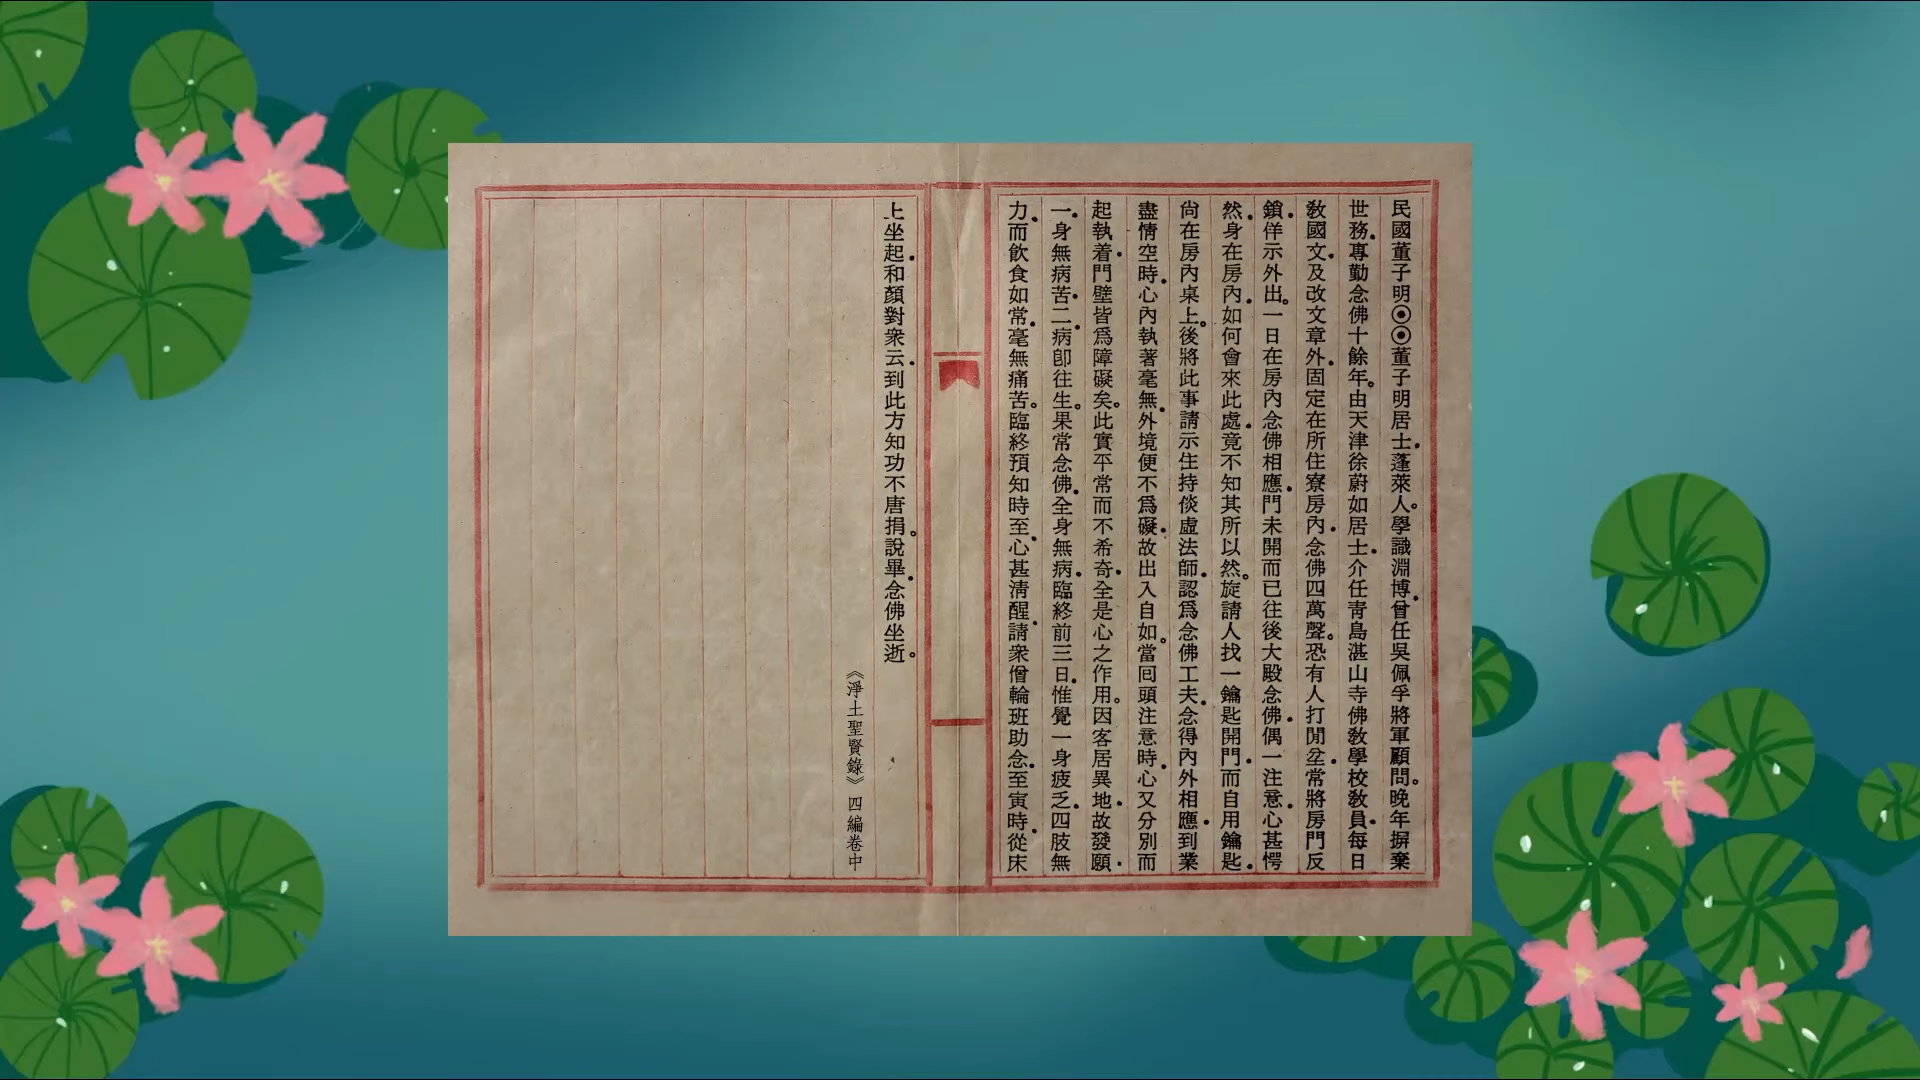 民國董子明⦿⦿董子明居士．蓬萊人。學識淵博．曾任吳佩孚將軍顧問。晚年摒棄
世務．專勤念佛十餘年。由天津徐蔚如居士．介任靑島湛山寺佛敎學校敎員．每日
敎國文．及改文章外．固定在所住寮房內．念佛四萬聲。恐有人打閒岔．常將房門反
鎖．佯示外出。一日在房內念佛相應．門未開而已往後大殿念佛．偶一注意．心甚愕
然．身在房內．如何會來此處．竟不知其所以然。旋請人找一鑰匙開門．而自用鑰匙．
尙在房內桌上。後將此事請示住持倓虛法師．認爲念佛工夫．念得內外相應．到業
盡情空時．心內執著毫無．外境便不爲礙．故出入自如。當回頭注意時．心又分別而
起執着．門壁皆爲障礙矣。此實平常而不希奇．全是心之作用。因客居異地．故發願．
一．身無病苦．二．病卽往生。果常念佛．全身無病．臨終前三日．惟覺一身疲乏．四肢無
力．而飮食如常．毫無痛苦。臨終預知時至．心甚淸醒．請衆僧輪班助念．至寅時．從床
上坐起．和顏對衆云．到此方知功不唐捐。說畢．念佛坐逝。
《淨土聖賢錄》四編卷中